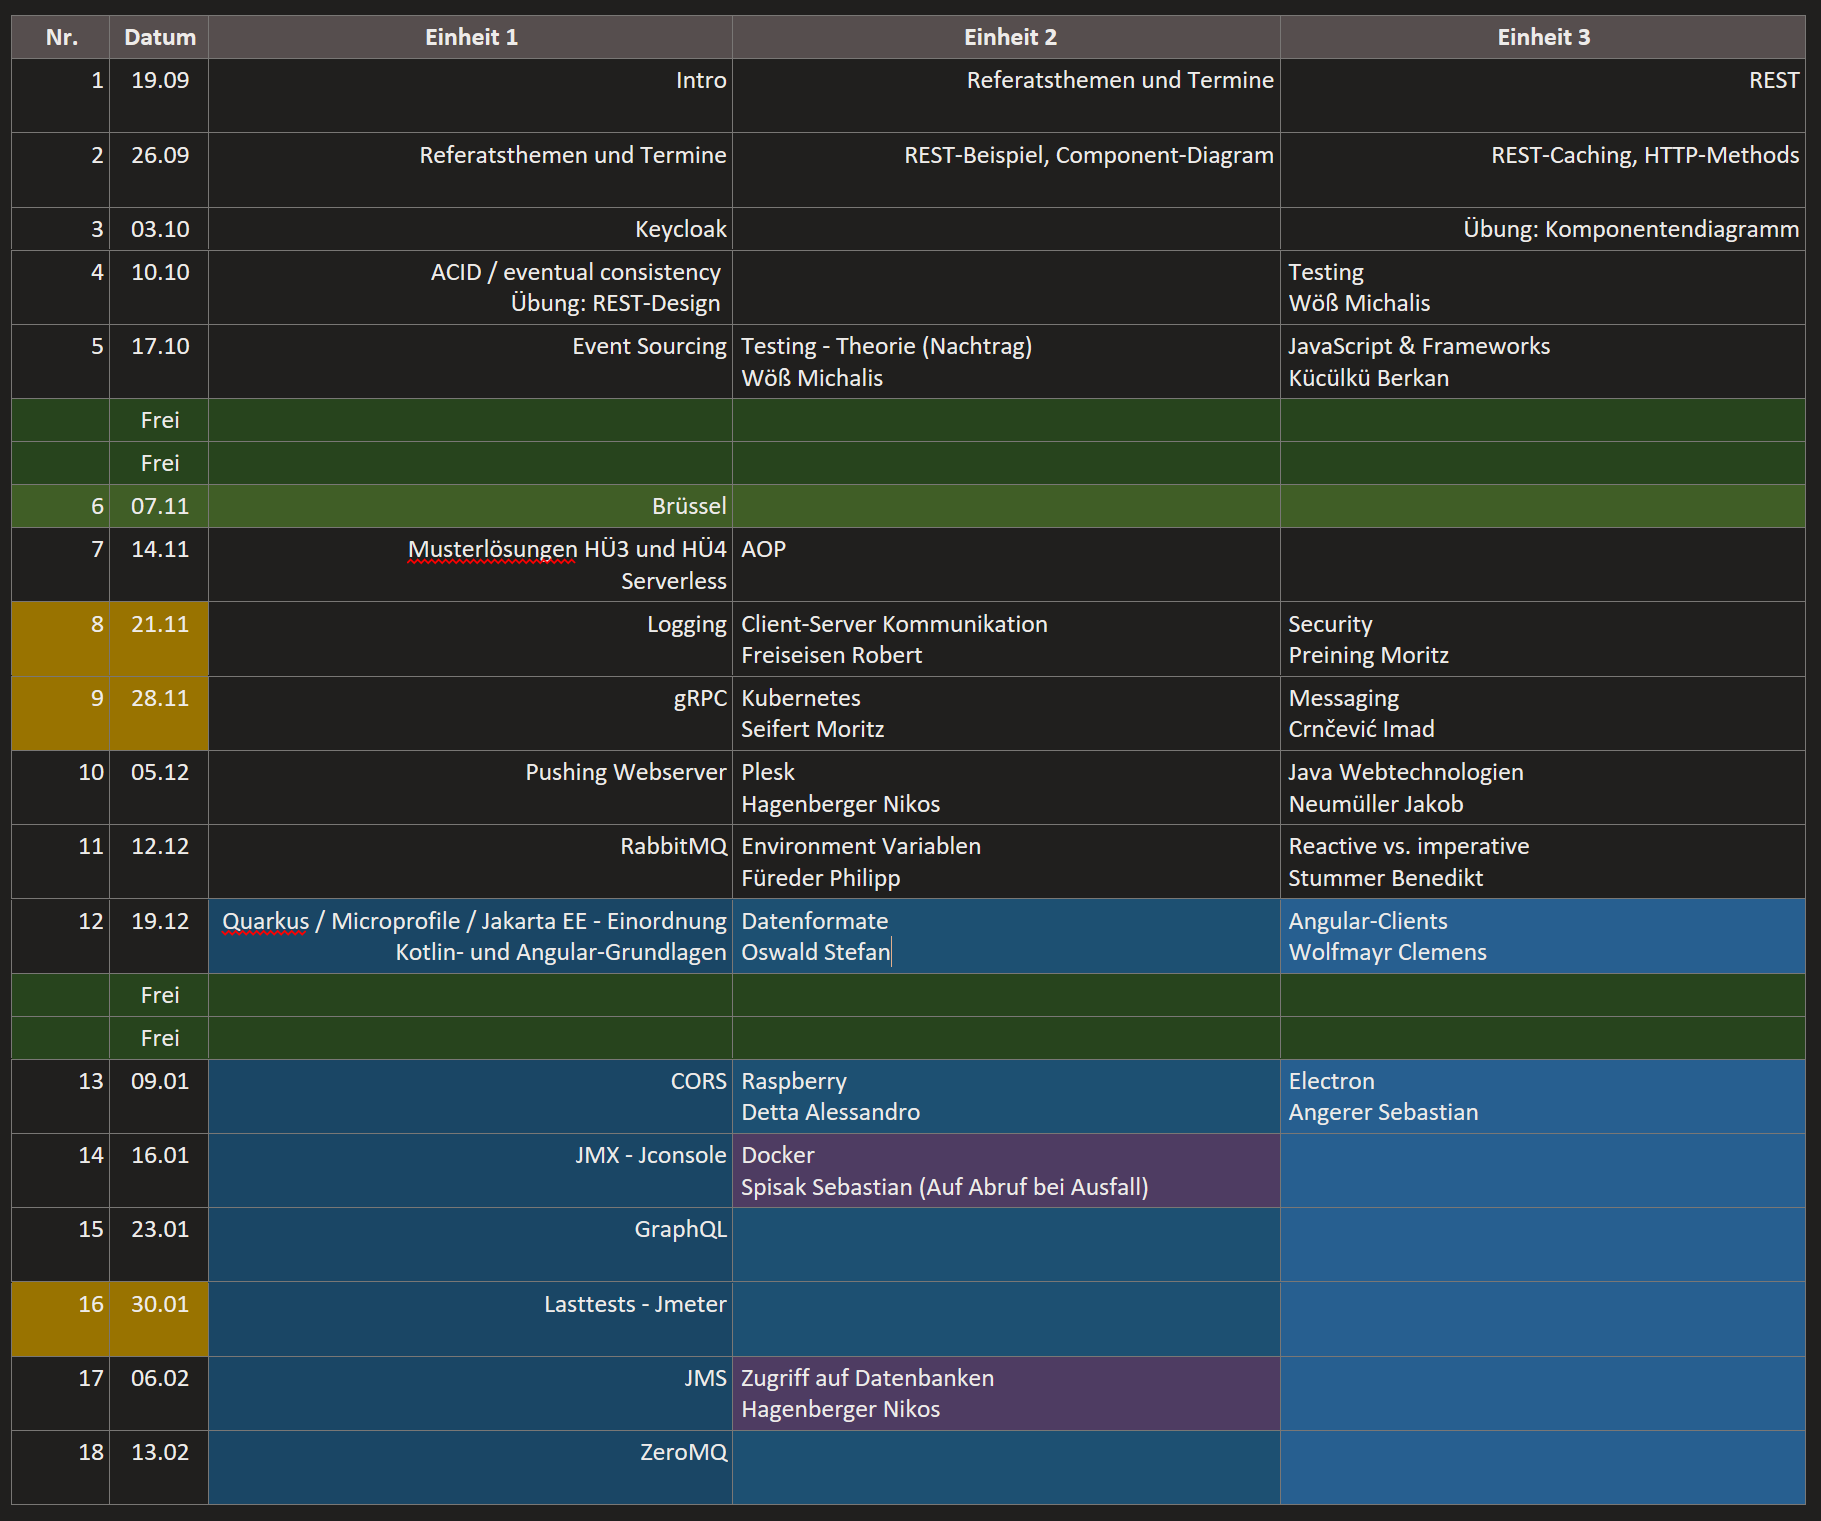 Nr. Datum Einheit 1 Einheit 2 Einheit 3
1 19.09 Intro Referatsthemen und Termine REST
2 26.09 Referatsthemen und Termine REST-Beispiel, Component-Diagram REST-Caching, HTTP-Methods
3 03.10 Keycloak Übung: Komponentendiagramm
4 10.10 ACID / eventual consistency Testing
Übung: REST-Design Wöß Michalis
5 17.10 Event Sourcing Testing - Theorie (Nachtrag) JavaScript & Frameworks
Wöß Michalis Kücülkü Berkan
Frei
Frei
6 07.11 Brüssel
7 14.11 Musterlösungen HÜ3 und HÜ4 AOP
Serverless
8 21.11 Logging Client-Server Kommunikation Security
Freiseisen Robert Preining Moritz
9 28.11 gRPC Kubernetes Messaging
Seifert Moritz Crnčević Imad
10 05.12 Pushing Webserver Plesk Java Webtechnologien
Hagenberger Nikos Neumüller Jakob
11 12.12 RabbitMQ Environment Variablen Reactive vs. imperative
Füreder Philipp Stummer Benedikt
12 19.12 Quarkus / Microprofile / Jakarta EE - Einordnung Datenformate Angular-Clients
Kotlin- und Angular-Grundlagen Oswald Stefan Wolfmayr Clemens
Frei
Frei
13 09.01 CORS Raspberry Electron
Detta Alessandro Angerer Sebastian
14 16.01 JMX - Jconsole Docker
Spisak Sebastian (Auf Abruf bei Ausfall)
15 23.01 GraphQL
16 30.01 Lasttests - Jmeter
17 06.02 JMS Zugriff auf Datenbanken
Hagenberger Nikos
18 13.02 ZeroMQ